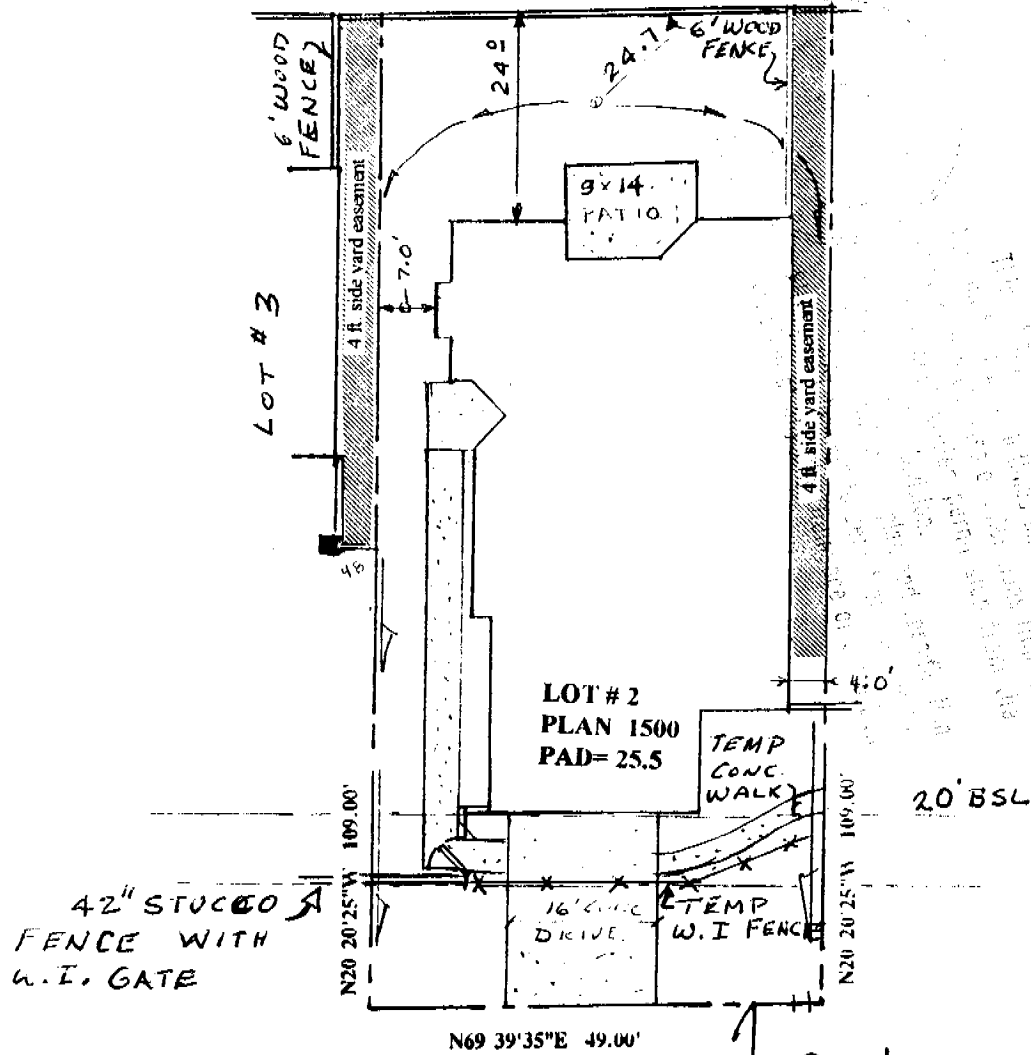 6' WOOD
FENCE
24⁰
24.7
6' WOOD
FENKE
4 ft. side yard easement
9 x 14
PATIO
7.0'
LOT # 3
4 ft. side yard easement
48
LOT # 2
PLAN 1500
PAD= 25.5
4.0'
TEMP
CONC.
WALK
20' BSL
N20 20'25"W 109.00'
N20 20'25"W 109.00'
42" STUCCO
FENCE WITH
W.I. GATE
16' CONC
DRIVE
TEMP
W.I FENCE
N69 39'35"E 49.00'